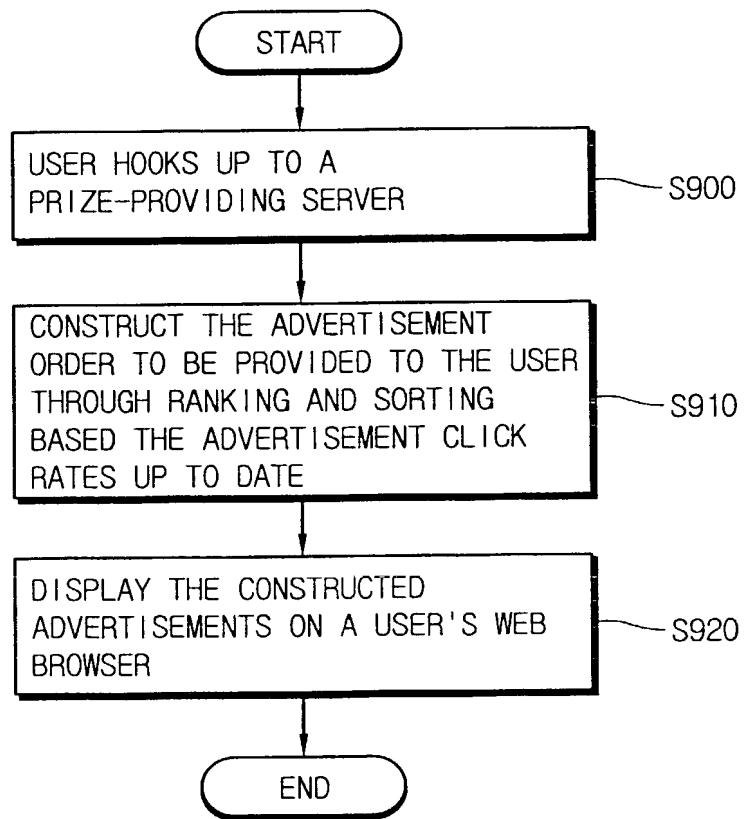 START
USER HOOKS UP TO A
PRIZE-PROVIDING SERVER
S900
CONSTRUCT THE ADVERTISEMENT
ORDER TO BE PROVIDED TO THE USER
THROUGH RANKING AND SORTING
BASED THE ADVERTISEMENT CLICK
RATES UP TO DATE
S910
DISPLAY THE CONSTRUCTED
ADVERTISEMENTS ON A USER'S WEB
BROWSER
S920
END